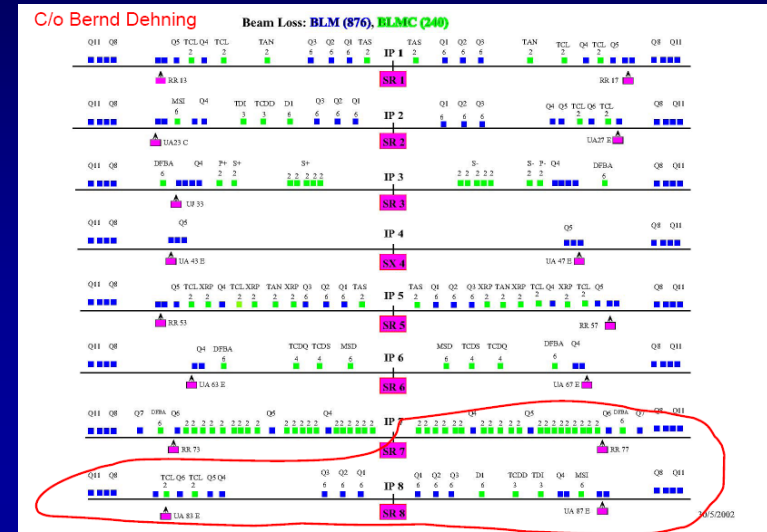 C/o Bernd Dehning
Beam Loss: BLM (876), BLMC (240)
Q11 Q8 Q5 TCL Q4 TCL TAN Q3 Q2 Q1 TAS IP 1 TAS Q1 Q2 Q3 TAN TCL Q4 TCL Q5 Q8 Q11
2 2 2 6 6 6 2 2 6 6 6 2 2 2
RR 13 SR 1 RR 17
Q11 Q8 MSI Q4 TDI TCDD D1 Q3 Q2 Q1 IP 2 Q1 Q2 Q3 Q4 Q5 TCL Q6 TCL Q8 Q11
6 3 3 6 6 6 6 6 6 6 2 2
UA23 C SR 2 UA27 E
Q11 Q8 DFBA Q4 P+ S+ S+ IP 3 S- S- P- Q4 DFBA Q8 Q11
6 2 2 2 2 2 2 2 2 2 2 2 2 2 2 6
UJ 33 SR 3
Q11 Q8 Q5 IP 4 Q5 Q8 Q11
UA 43 E SX 4 UA 47 E
Q11 Q8 Q5 TCL XRP Q4 TCL XRP TAN XRP Q3 Q2 Q1 TAS IP 5 TAS Q1 Q2 Q3 XRP TAN XRP TCL Q4 XRP TCL Q5 Q8 Q11
2 2 2 2 2 2 6 6 6 2 2 6 6 6 2 2 2 2 2 2
RR 53 SR 5 RR 57
Q11 Q8 Q4 DFBA TCDQ TCDS MSD IP 6 MSD TCDS TCDQ DFBA Q4 Q8 Q11
6 4 4 6 6 4 4 6
UA 63 E SR 6 UA 67 E
Q11 Q8 Q7 DFBA Q6 Q5 Q4 IP 7 Q4 Q5 Q6 DFBA Q7 Q8 Q11
6 2 2 2 2 2 2 2 2 2 2 2 2 2 2 2 2 2 2 2 2 2 2 2 2 2 2 2 2 2 2 2 2 2 2 2 2 2 2 2 2 6
RR 73 SR 7 RR 77
Q11 Q8 TCL Q6 TCL Q5 Q4 Q3 Q2 Q1 IP 8 Q1 Q2 Q3 D1 TCDD TDI Q4 MSI Q8 Q11
2 2 6 6 6 6 6 6 6 3 3 6
UA 83 E SR 8 UA 87 E
30/5/2002